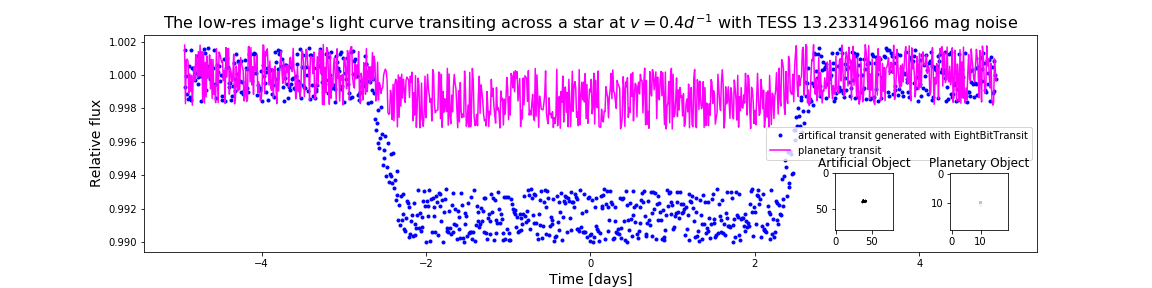 The low-res image's light curve transiting across a star at v = 0.4d⁻¹ with TESS 13.2331496166 mag noise
1.002
1.000
0.998
0.996
0.994
0.992
0.990
Relative flux
artifical transit generated with EightBitTransit
planetary transit
Artificial Object
Planetary Object
0
50
0
50
0
10
0
10
−4
−2
0
2
4
Time [days]